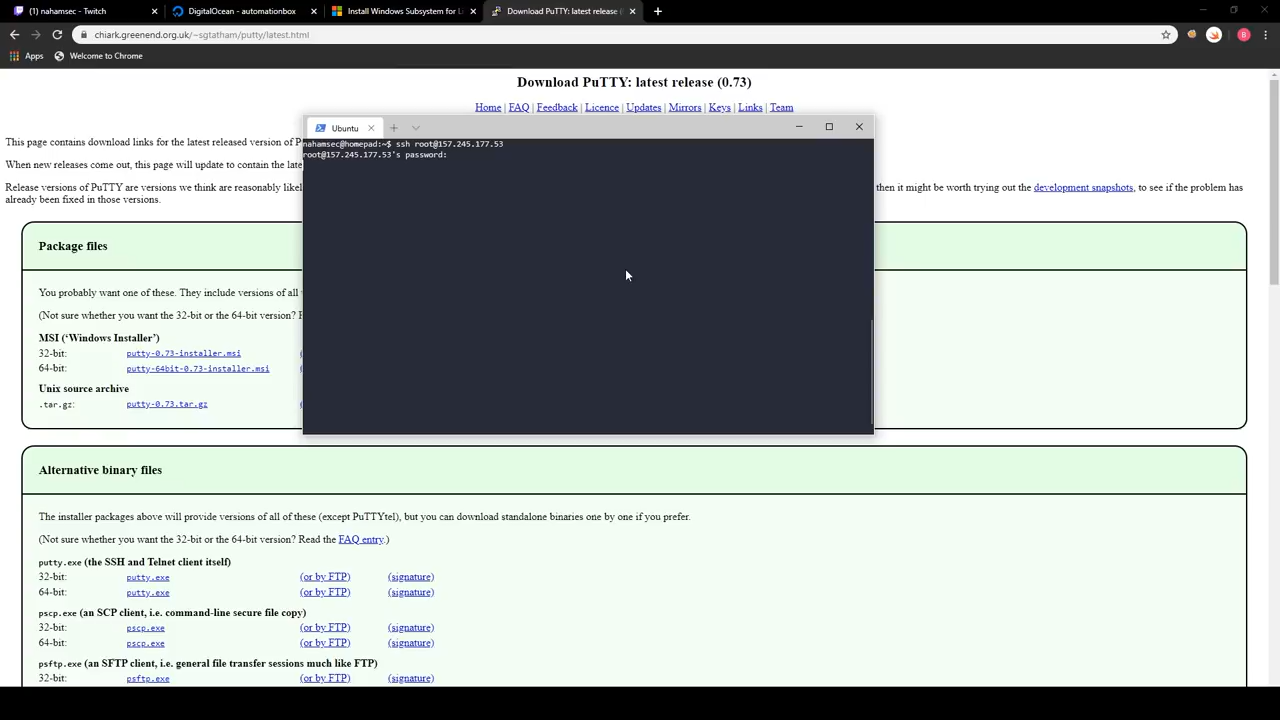 (1) nahamsec - Twitch
DigitalOcean - automationbox
Install Windows Subsystem for L
Download PuTTY: latest release (
chiark.greenend.org.uk/~sgtatham/putty/latest.html
Apps
Welcome to Chrome
B
Download PuTTY: latest release (0.73)
Home | FAQ | Feedback | Licence | Updates | Mirrors | Keys | Links | Team
Ubuntu
nahamsec@homepad:~$ ssh root@157.245.177.53
root@157.245.177.53's password:
This page contains download links for the latest released version of P
When new releases come out, this page will update to contain the late
Release versions of PuTTY are versions we think are reasonably likel
then it might be worth trying out the development snapshots, to see if the problem has
already been fixed in those versions.
Package files
You probably want one of these. They include versions of all
(Not sure whether you want the 32-bit or the 64-bit version?
MSI (‘Windows Installer’)
32-bit: putty-0.73-installer.msi (
64-bit: putty-64bit-0.73-installer.msi (
Unix source archive
.tar.gz: putty-0.73.tar.gz (
Alternative binary files
The installer packages above will provide versions of all of these (except PuTTYtel), but you can download standalone binaries one by one if you prefer.
(Not sure whether you want the 32-bit or the 64-bit version? Read the FAQ entry.)
putty.exe (the SSH and Telnet client itself)
32-bit: putty.exe (or by FTP) (signature)
64-bit: putty.exe (or by FTP) (signature)
pscp.exe (an SCP client, i.e. command-line secure file copy)
32-bit: pscp.exe (or by FTP) (signature)
64-bit: pscp.exe (or by FTP) (signature)
psftp.exe (an SFTP client, i.e. general file transfer sessions much like FTP)
32-bit: psftp.exe (or by FTP) (signature)